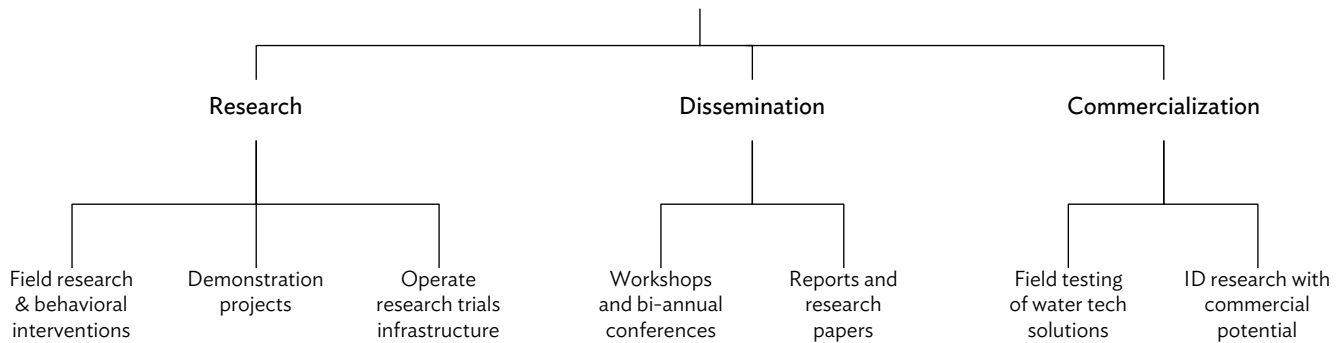 Research
Dissemination
Commercialization
Field research
& behavioral
interventions
Demonstration
projects
Operate
research trials
infrastructure
Workshops
and bi-annual
conferences
Reports and
research
papers
Field testing
of water tech
solutions
ID research with
commercial
potential